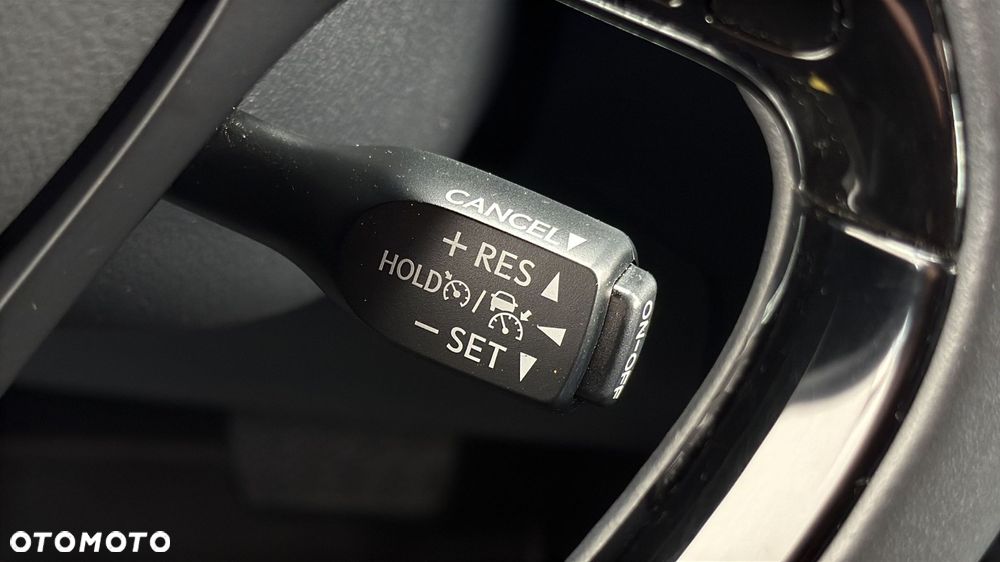 CANCEL▼
+ RES ▲
HOLD / ◄
− SET ▼
ON-OFF
OTOMOTO